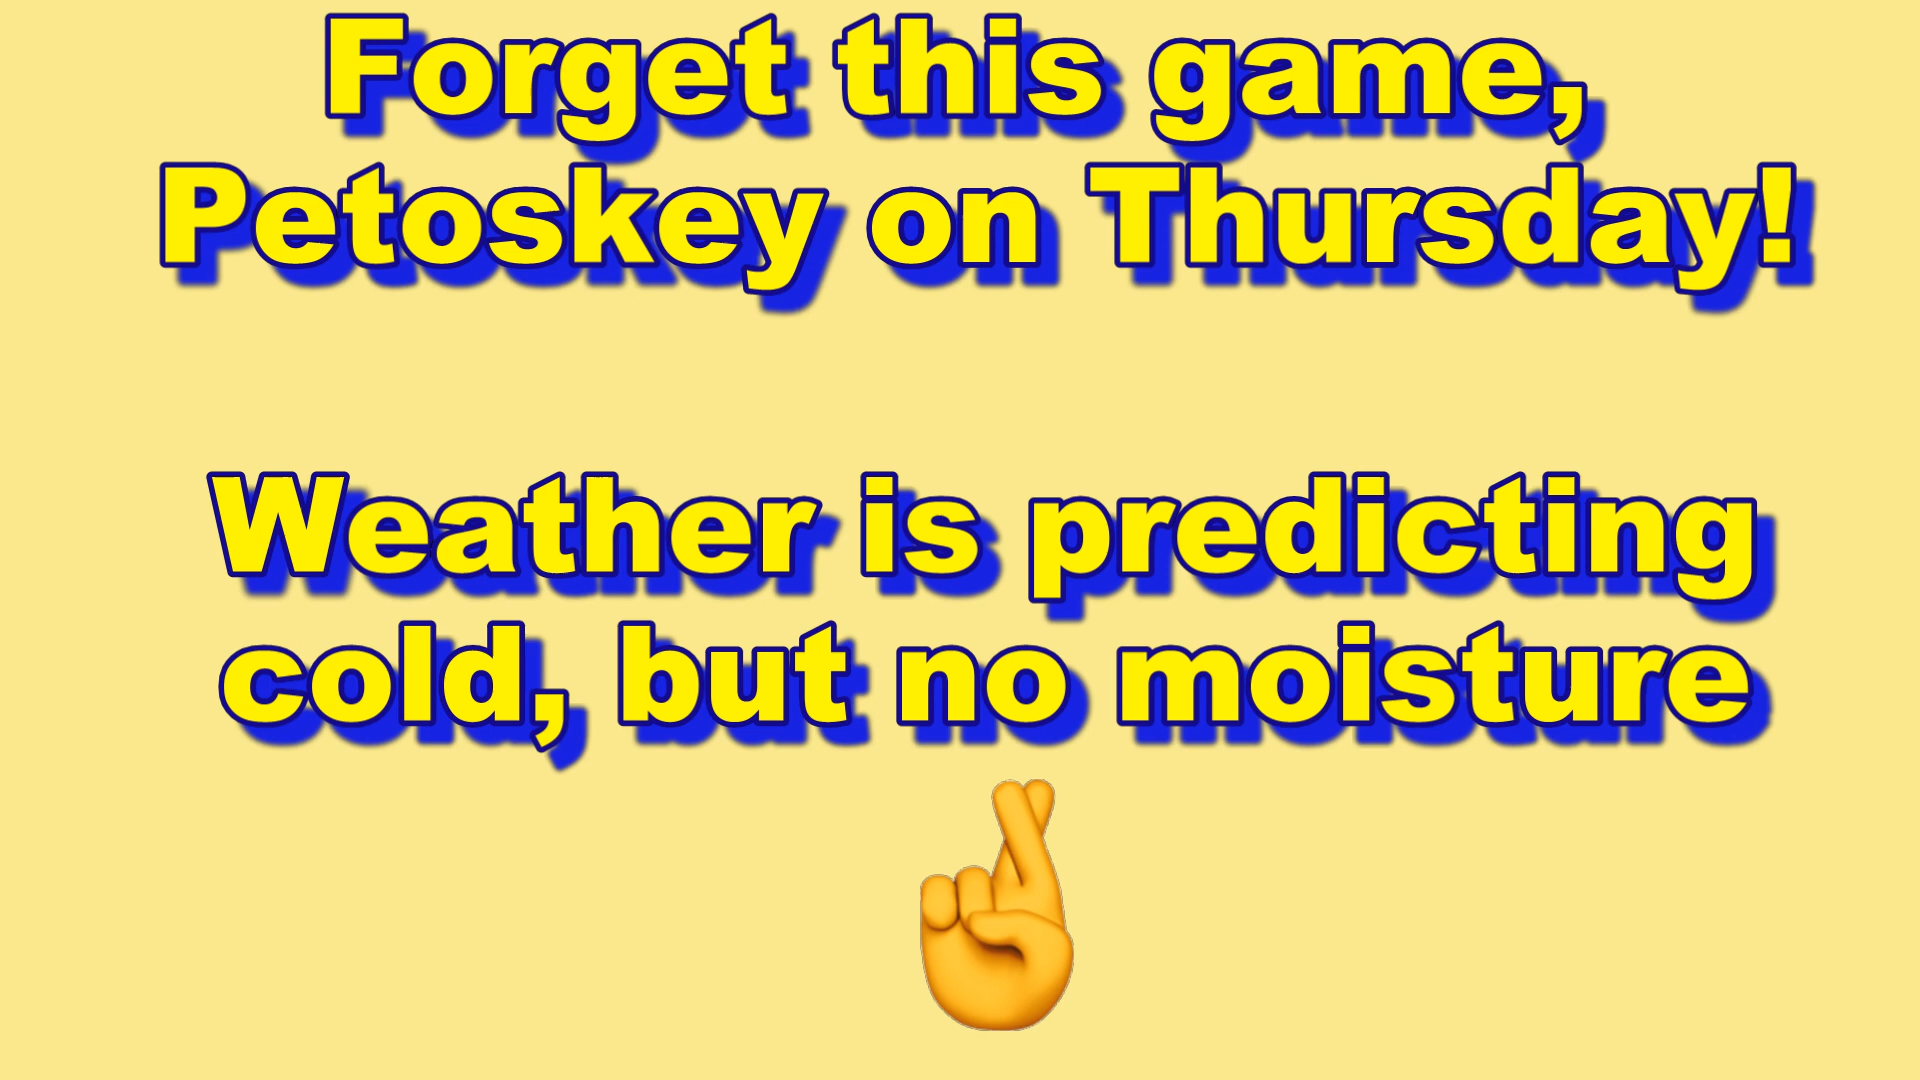 Forget this game,
Petoskey on Thursday!
Weather is predicting
cold, but no moisture